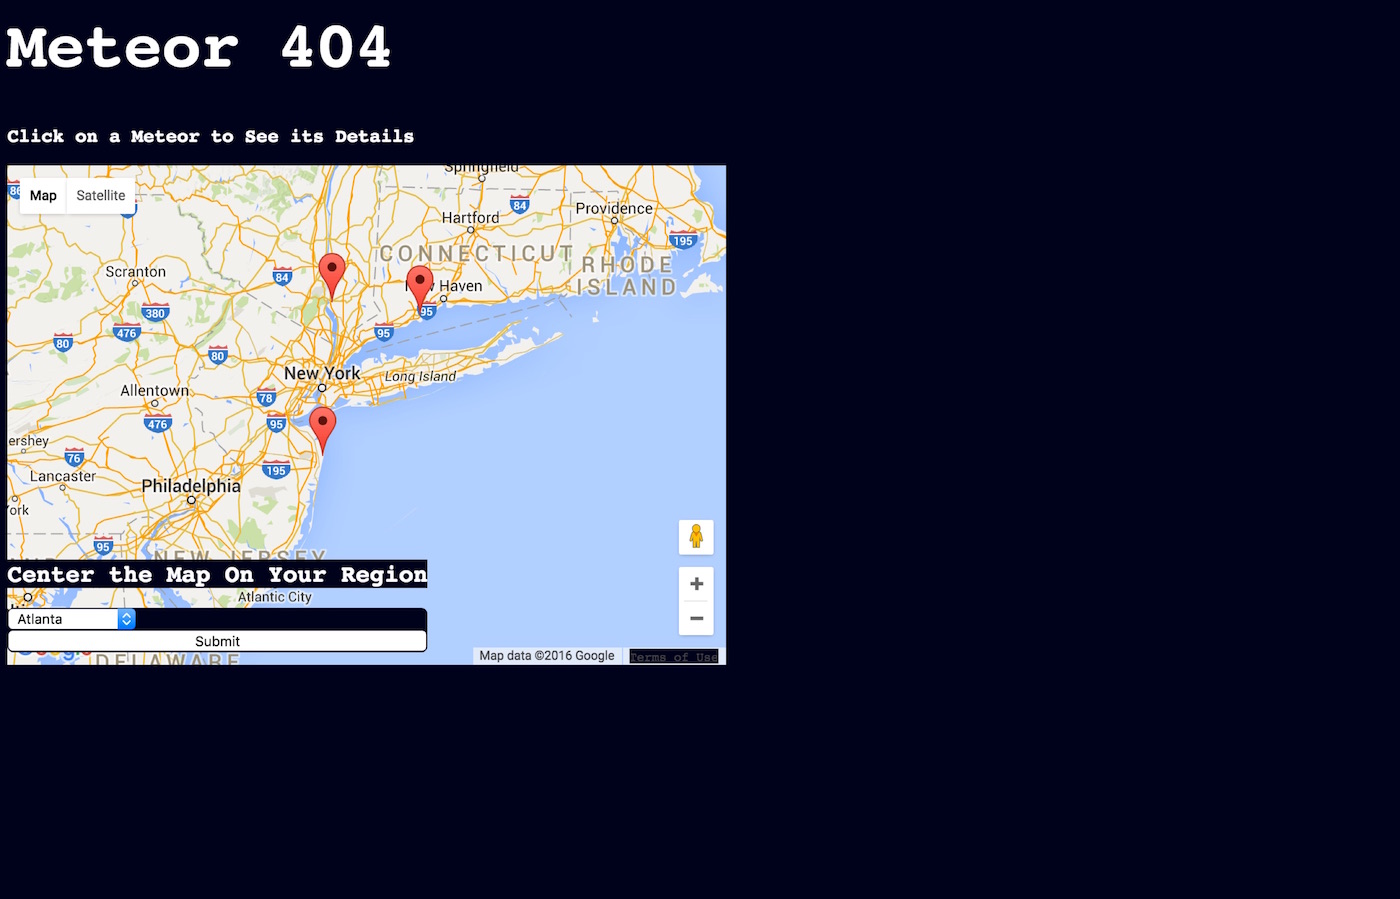 Meteor 404
Click on a Meteor to See its Details
Springfield
86
Map Satellite
84
Hartford
Providence
195
CONNECTICUT
RHODE
ISLAND
Scranton
84
Haven
380
95
476
95
80
80
New York
Long Island
Allentown
78
476
95
ershey
76
195
Lancaster
Philadelphia
ork
95
NEW JERSEY
Center the Map On Your Region
Atlantic City
Atlanta
Submit
Google
DELAWARE
Map data ©2016 Google
Terms of Use